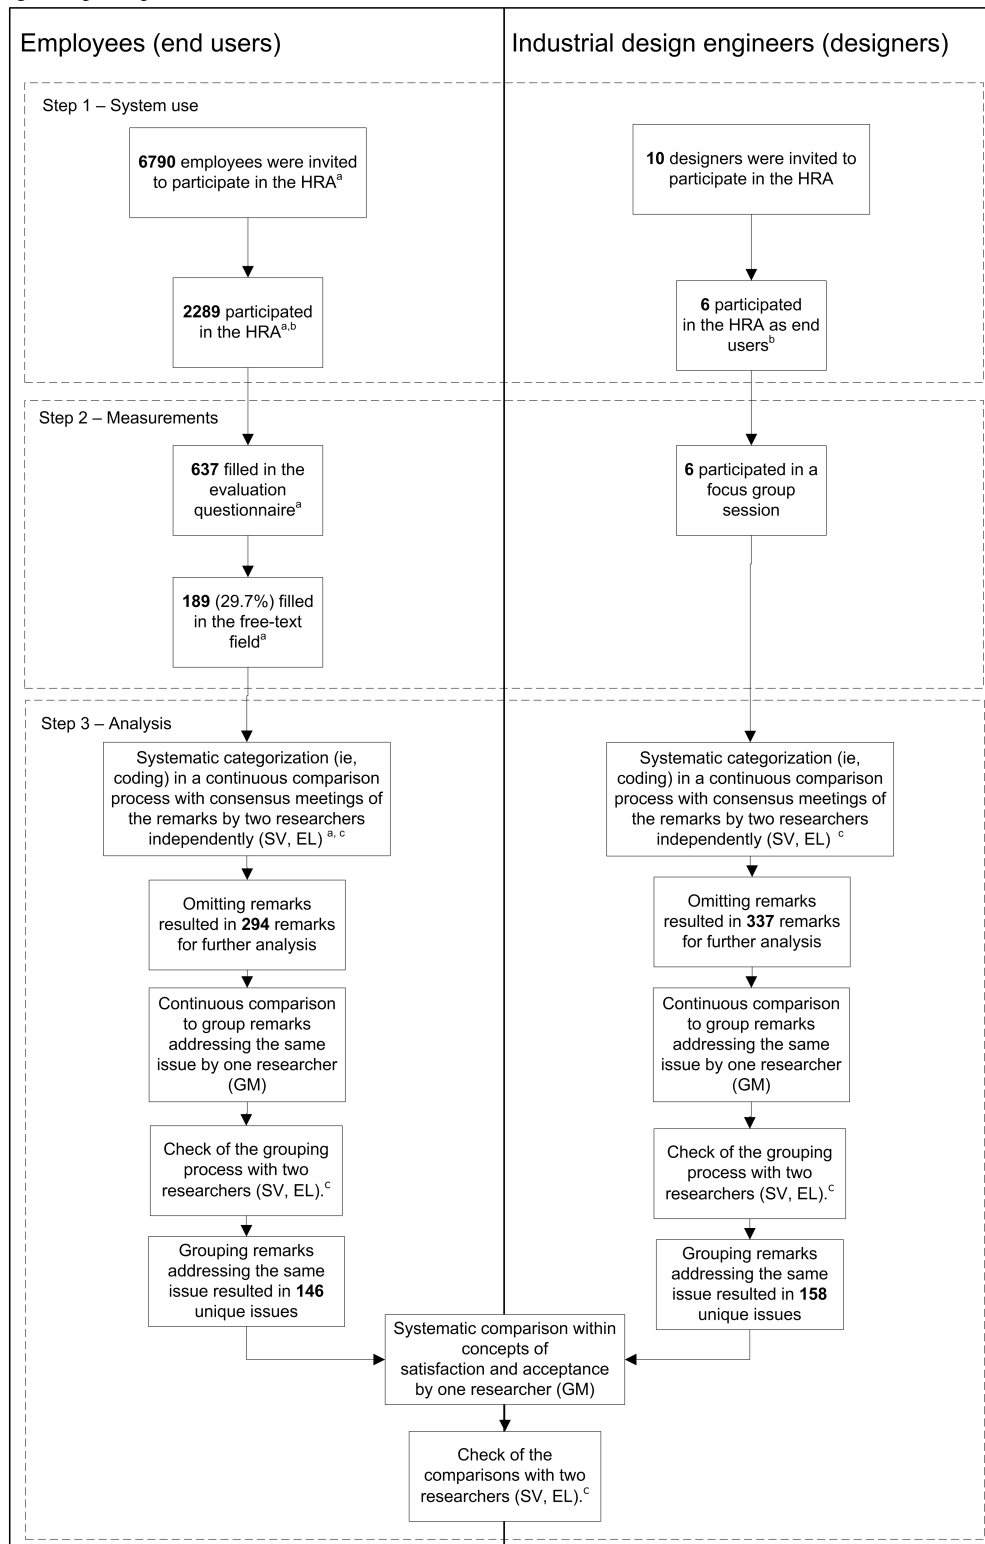 Employees (end users)
Industrial design engineers (designers)
Step 1 – System use
6790 employees were invited
to participate in the HRAa
10 designers were invited to
participate in the HRA
2289 participated
in the HRAa,b
6 participated
in the HRA as end
usersb
Step 2 – Measurements
637 filled in the
evaluation
questionnairea
6 participated in a
focus group
session
189 (29.7%) filled
in the free-text
fielda
Step 3 – Analysis
Systematic categorization (ie,
coding) in a continuous comparison
process with consensus meetings of
the remarks by two researchers
independently (SV, EL) a, c
Systematic categorization (ie,
coding) in a continuous comparison
process with consensus meetings of
the remarks by two researchers
independently (SV, EL) c
Omitting remarks
resulted in 294 remarks
for further analysis
Omitting remarks
resulted in 337 remarks
for further analysis
Continuous comparison
to group remarks
addressing the same
issue by one researcher
(GM)
Continuous comparison
to group remarks
addressing the same
issue by one researcher
(GM)
Check of the grouping
process with two
researchers (SV, EL).c
Check of the grouping
process with two
researchers (SV, EL).c
Grouping remarks
addressing the same
issue resulted in 146
unique issues
Grouping remarks
addressing the same
issue resulted in 158
unique issues
Systematic comparison within
concepts of
satisfaction and acceptance
by one researcher (GM)
Check of the
comparisons with two
researchers (SV, EL).c